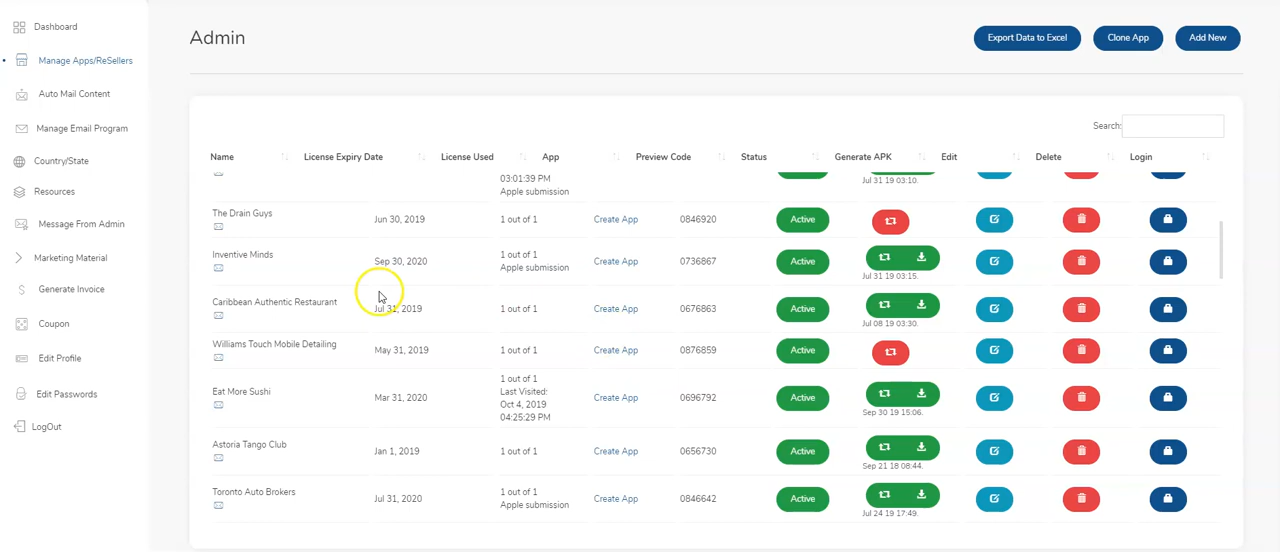 Dashboard
Manage Apps/ReSellers
Auto Mail Content
Manage Email Program
Country/State
Resources
Message From Admin
Marketing Material
Generate Invoice
Coupon
Edit Profile
Edit Passwords
LogOut
Admin
Export Data to Excel Clone App Add New
Search:
Name License Expiry Date License Used App Preview Code Status Generate APK Edit Delete Login
03:01:39 PM
Apple submission
Jul 31 19 03:10.
The Drain Guys Jun 30, 2019 1 out of 1 Create App 0846920 Active
Inventive Minds Sep 30, 2020 1 out of 1 Create App 0736867 Active
Apple submission
Jul 31 19 03:15.
Caribbean Authentic Restaurant Jul 31, 2019 1 out of 1 Create App 0676863 Active
Jul 08 19 03:30.
Williams Touch Mobile Detailing May 31, 2019 1 out of 1 Create App 0876859 Active
Eat More Sushi Mar 31, 2020 1 out of 1 Create App 0696792 Active
Last Visited:
Oct 4, 2019
04:25:29 PM
Sep 30 19 15:06.
Astoria Tango Club Jan 1, 2019 1 out of 1 Create App 0656730 Active
Sep 21 18 08:44.
Toronto Auto Brokers Jul 31, 2020 1 out of 1 Create App 0846642 Active
Apple submission
Jul 24 19 17:49.